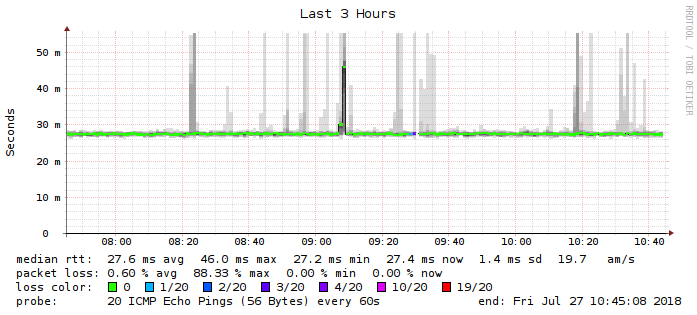 Last 3 Hours
RRDTOOL / TOBI OETIKER
Seconds
50 m
40 m
30 m
20 m
10 m
0
08:00 08:20 08:40 09:00 09:20 09:40 10:00 10:20 10:40
median rtt: 27.6 ms avg 46.0 ms max 27.2 ms min 27.4 ms now 1.4 ms sd 19.7 am/s
packet loss: 0.60 % avg 88.33 % max 0.00 % min 0.00 % now
loss color: 0 1/20 2/20 3/20 4/20 10/20 19/20
probe: 20 ICMP Echo Pings (56 Bytes) every 60s end: Fri Jul 27 10:45:08 2018